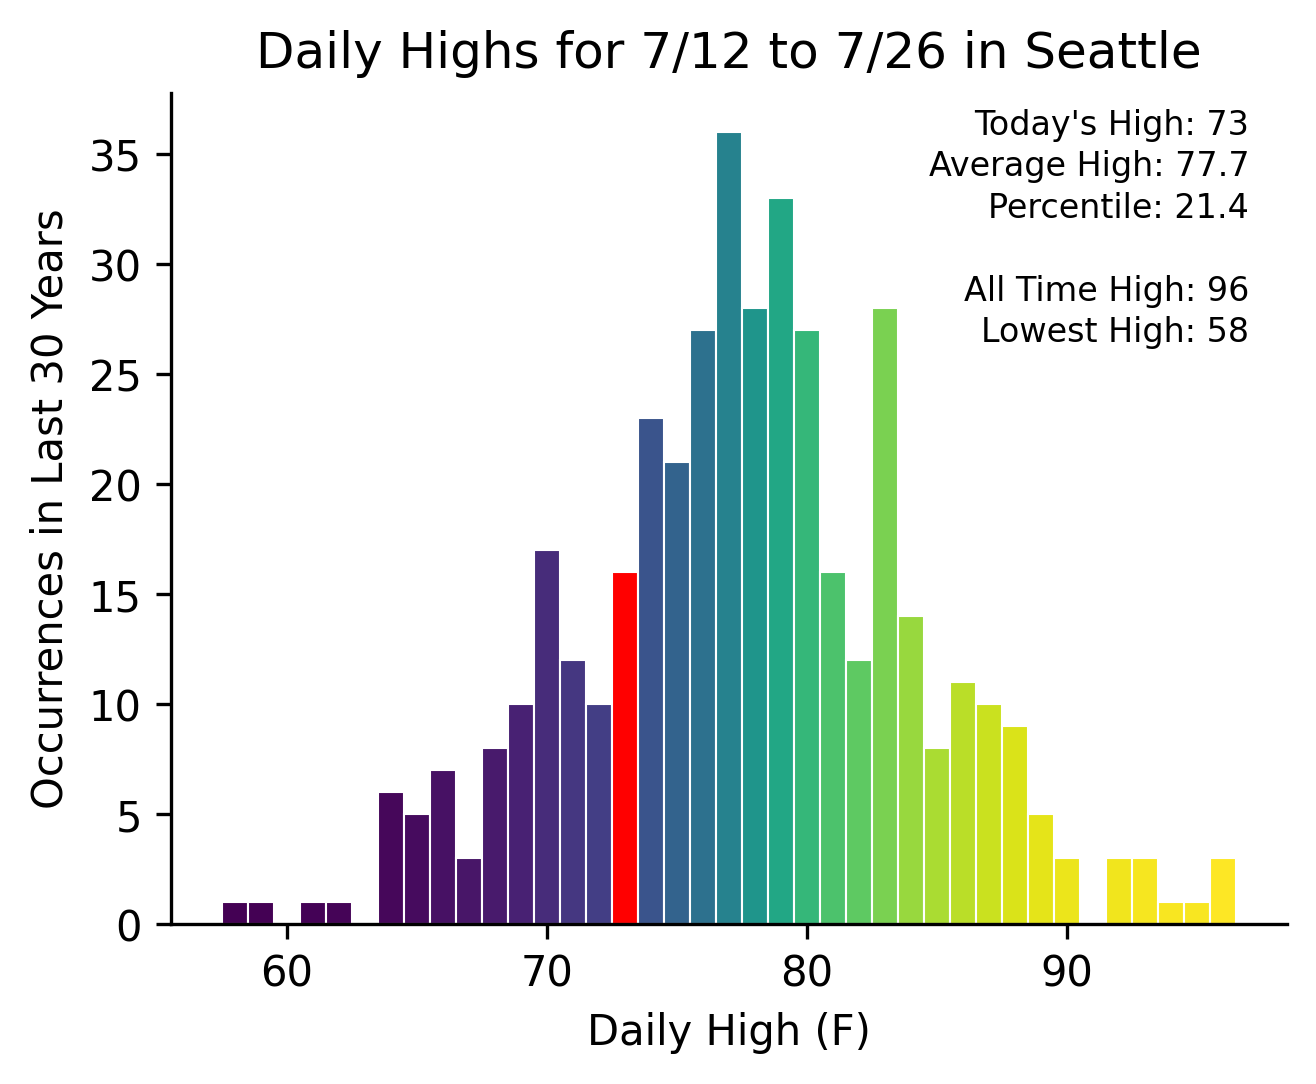 Daily Highs for 7/12 to 7/26 in Seattle
Today's High: 73
Average High: 77.7
Percentile: 21.4
All Time High: 96
Lowest High: 58
Occurrences in Last 30 Years
35
30
25
20
15
10
5
0
60 70 80 90
Daily High (F)